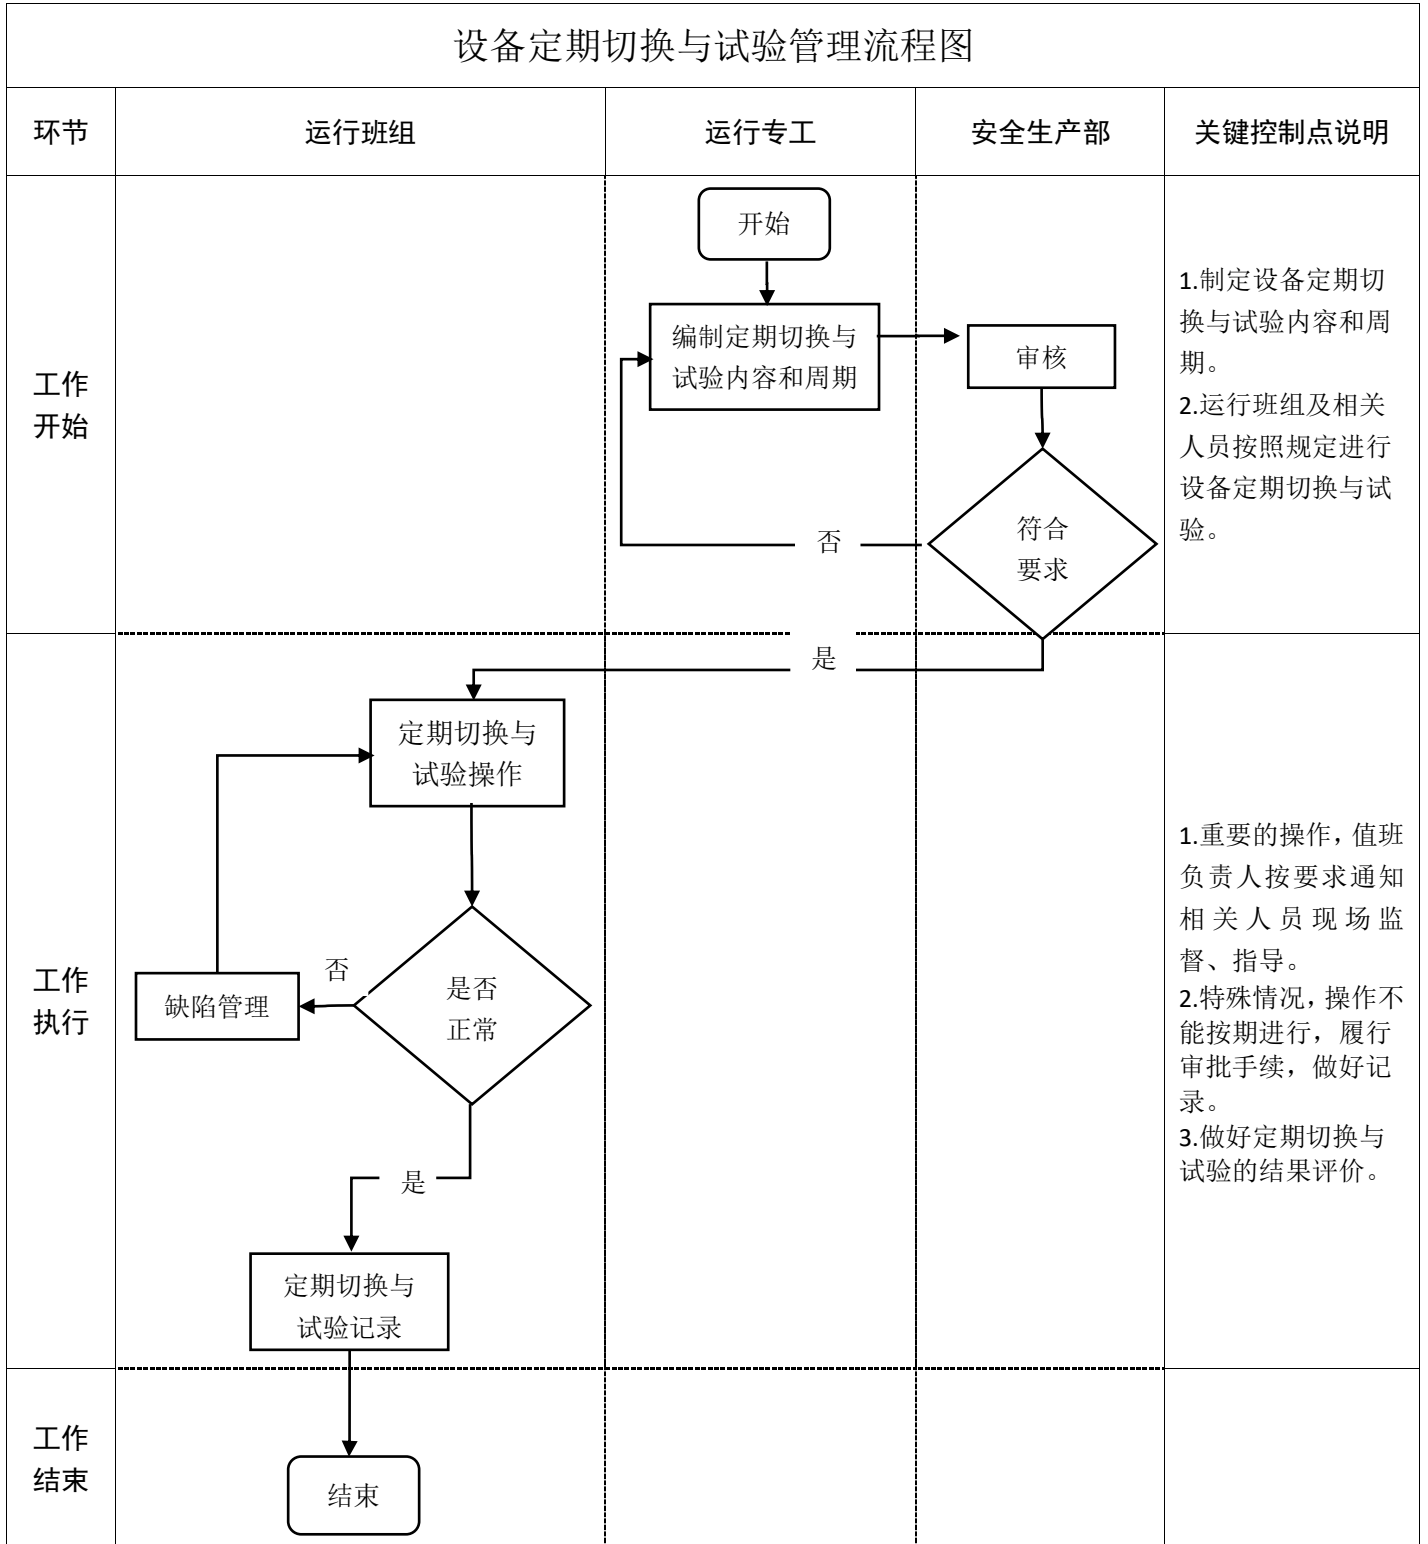 设备定期切换与试验管理流程图
环节
运行班组
运行专工
安全生产部
关键控制点说明
工作
开始
开始
编制定期切换与
试验内容和周期
审核
符合
要求
否
1.制定设备定期切
换与试验内容和周
期。
2.运行班组及相关
人员按照规定进行
设备定期切换与试
验。
工作
执行
是
定期切换与
试验操作
是否
正常
否
缺陷管理
是
定期切换与
试验记录
1.重要的操作，值班
负责人按要求通知
相关人员现场监
督、指导。
2.特殊情况，操作不
能按期进行，履行
审批手续，做好记
录。
3.做好定期切换与
试验的结果评价。
工作
结束
结束